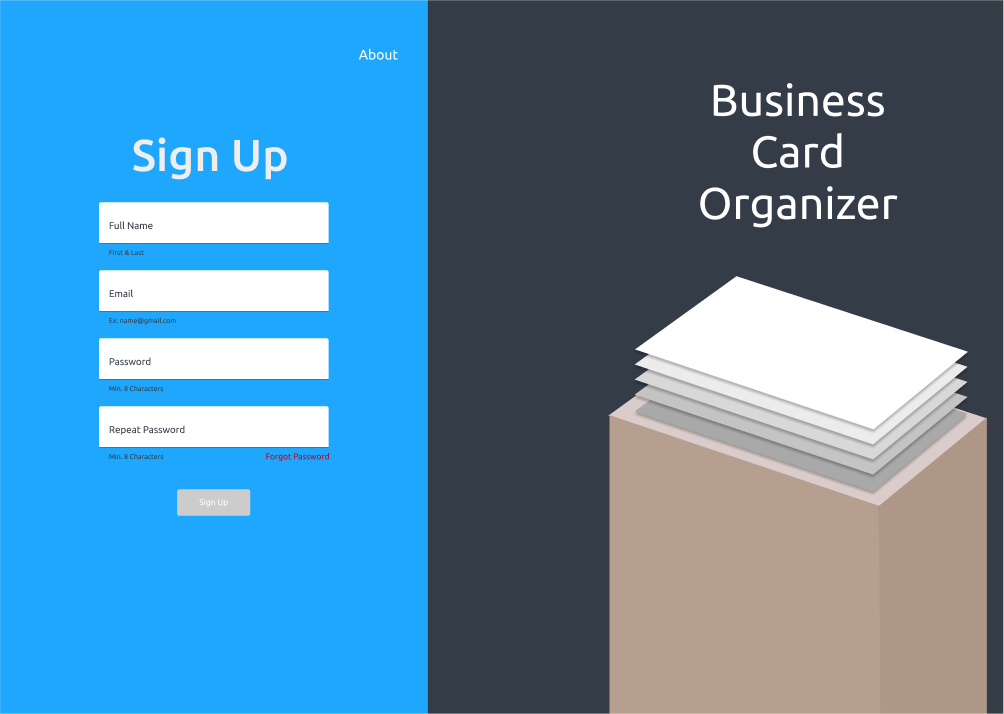 About
Sign Up
Full Name
First & Last
Email
Ex: name@gmail.com
Password
Min. 8 Characters
Repeat Password
Min. 8 Characters
Forgot Password
Sign Up
Business
Card
Organizer